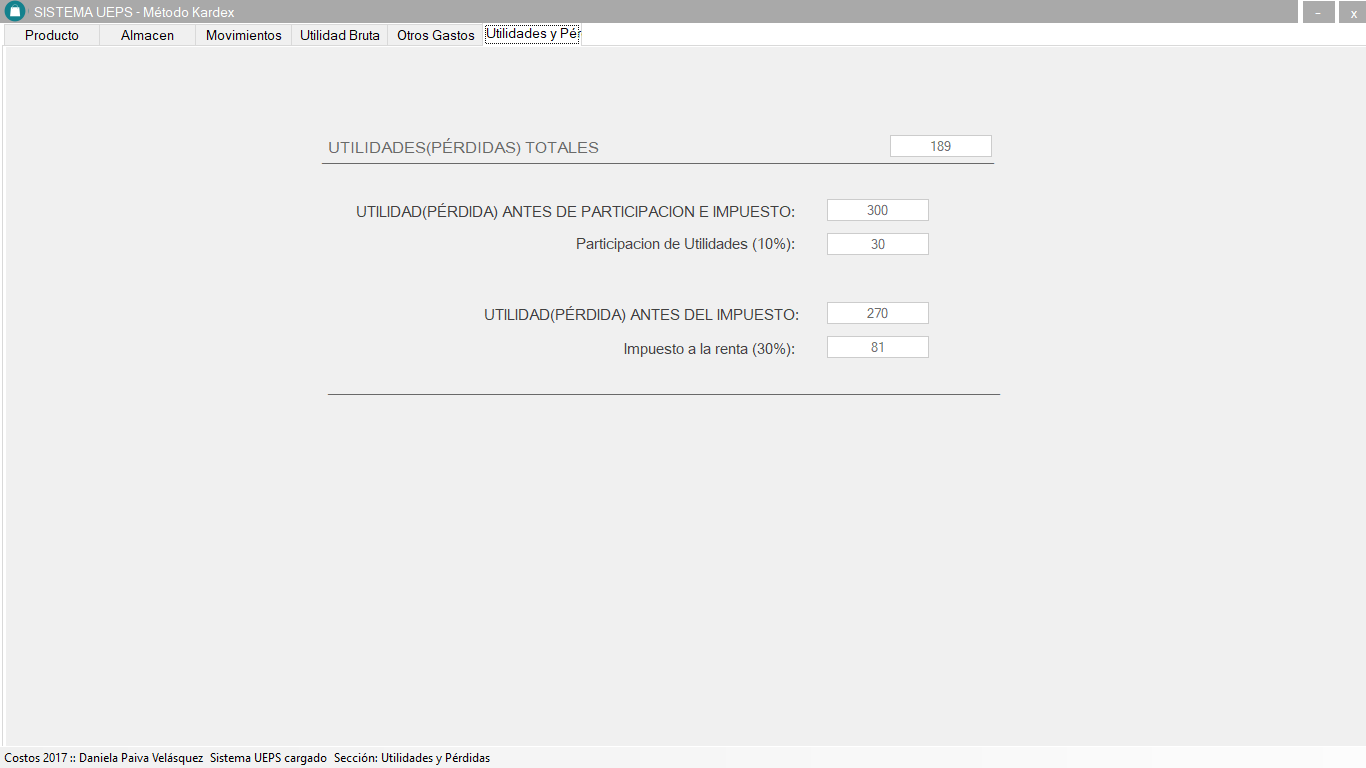 SISTEMA UEPS - Método Kardex
- x
Producto Almacen Movimientos Utilidad Bruta Otros Gastos Utilidades y Pér
UTILIDADES(PÉRDIDAS) TOTALES 189
UTILIDAD(PÉRDIDA) ANTES DE PARTICIPACION E IMPUESTO: 300
Participacion de Utilidades (10%): 30
UTILIDAD(PÉRDIDA) ANTES DEL IMPUESTO: 270
Impuesto a la renta (30%): 81
Costos 2017 :: Daniela Paiva Velásquez Sistema UEPS cargado Sección: Utilidades y Pérdidas